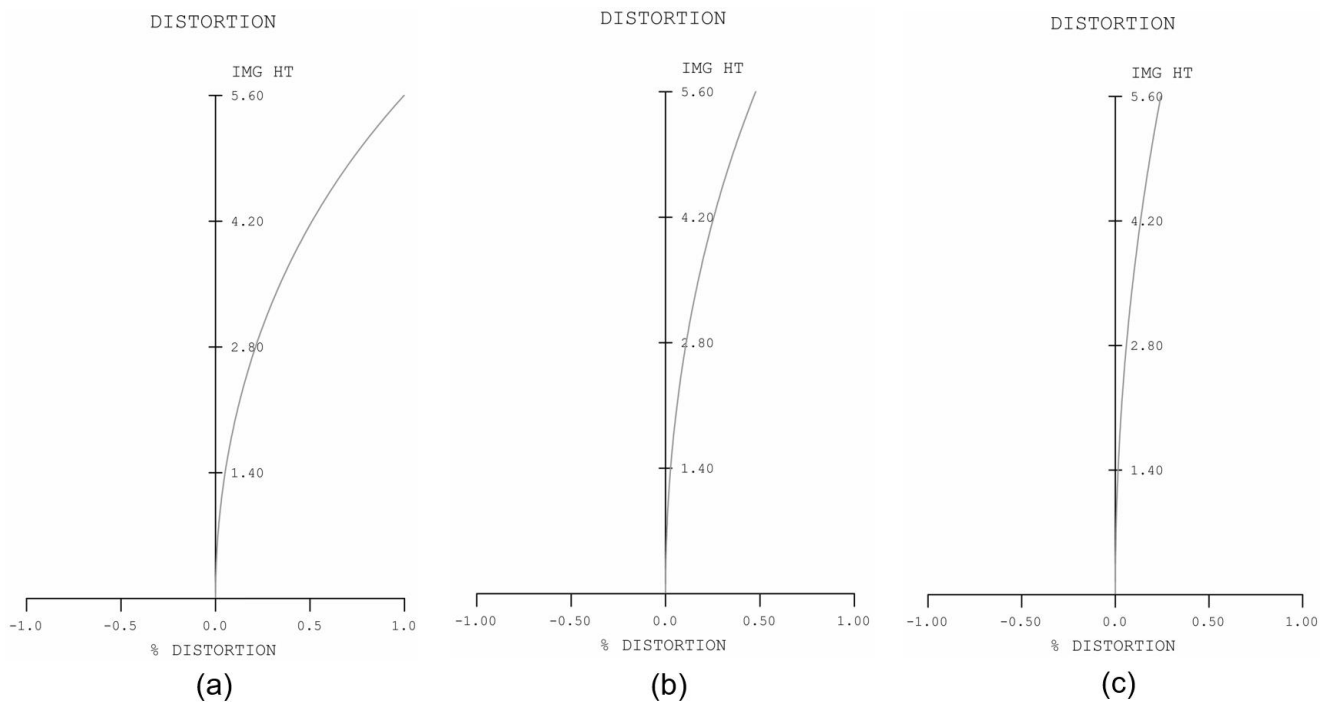 DISTORTION
IMG HT
5.60
4.20
2.80
1.40
-1.0 -0.5 0.0 0.5 1.0
% DISTORTION
(a)
DISTORTION
IMG HT
5.60
4.20
2.80
1.40
-1.00 -0.50 0.0 0.50 1.00
% DISTORTION
(b)
DISTORTION
IMG HT
5.60
4.20
2.80
1.40
-1.00 -0.50 0.0 0.50 1.00
% DISTORTION
(c)